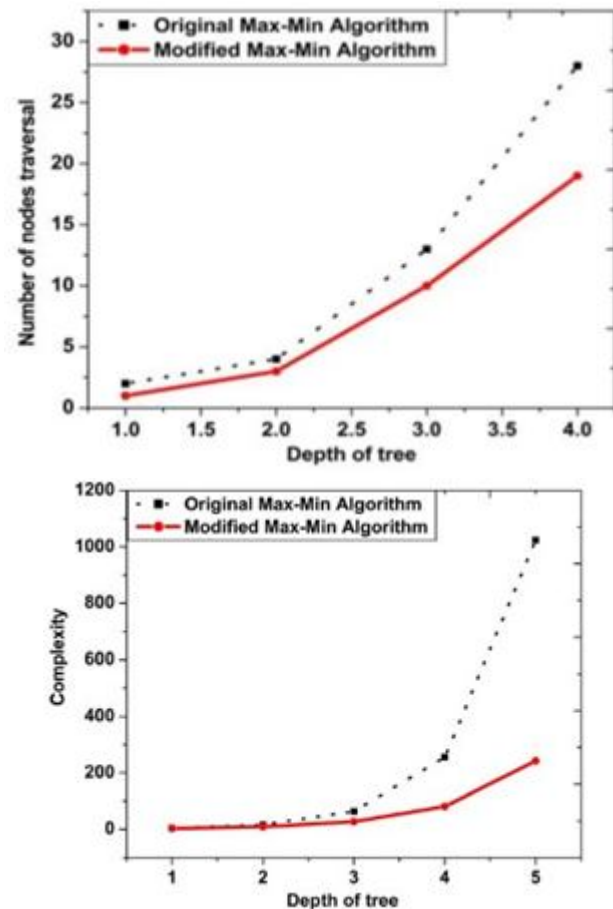 Original Max-Min Algorithm
Modified Max-Min Algorithm
Number of nodes traversal
30
25
20
15
10
5
0
1.0 1.5 2.0 2.5 3.0 3.5 4.0
Depth of tree
Original Max-Min Algorithm
Modified Max-Min Algorithm
Complexity
1200
1000
800
600
400
200
0
1 2 3 4 5
Depth of tree